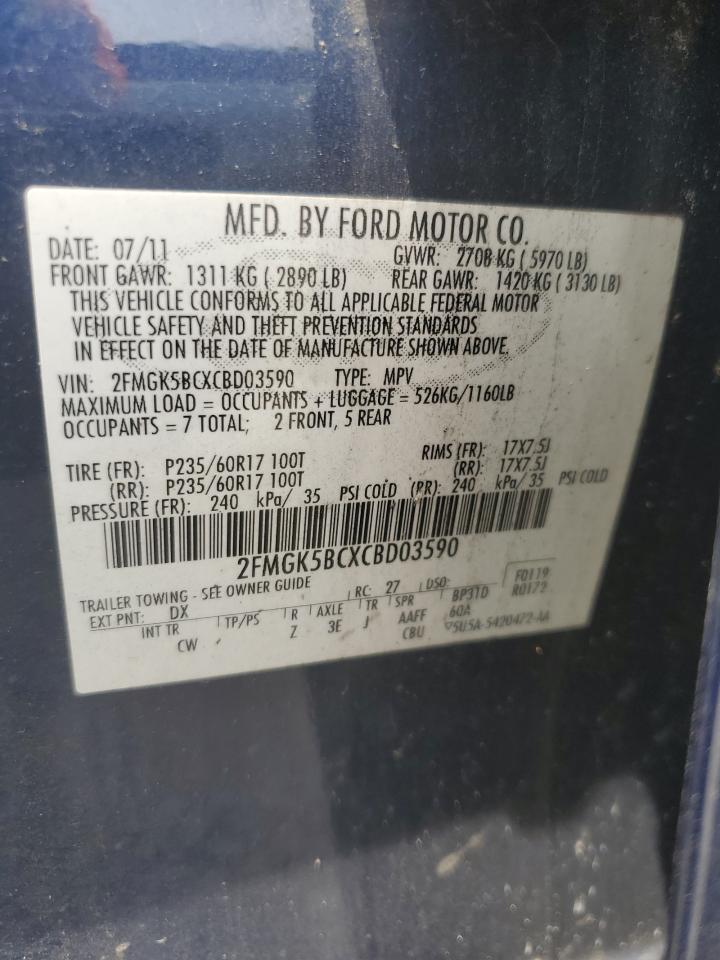 MFD. BY FORD MOTOR CO.
DATE: 07/11 GVWR: 2708 KG ( 5970 LB)
FRONT GAWR: 1311 KG ( 2890 LB) REAR GAWR: 1420 KG ( 3130 LB)
THIS VEHICLE CONFORMS TO ALL APPLICABLE FEDERAL MOTOR
VEHICLE SAFETY AND THEFT PREVENTION STANDARDS
IN EFFECT ON THE DATE OF MANUFACTURE SHOWN ABOVE.
VIN: 2FMGK5BCXCBD03590 TYPE: MPV
MAXIMUM LOAD = OCCUPANTS + LUGGAGE = 526KG/1160LB
OCCUPANTS = 7 TOTAL; 2 FRONT, 5 REAR
TIRE (FR): P235/60R17 100T RIMS (FR): 17X7.5J
(RR): P235/60R17 100T (RR): 17X7.5J
PRESSURE (FR): 240 kPa/ 35 PSI COLD (RR): 240 kPa/ 35 PSI COLD
2FMGK5BCXCBD03590
TRAILER TOWING - SEE OWNER GUIDE
EXT PNT: DX RC: 27 DSO: F0119
INT TR TP/PS R AXLE TR SPR BP3TD R0172
CW Z 3E J AAFF 60A
CBU 5U5A-5420472-AA